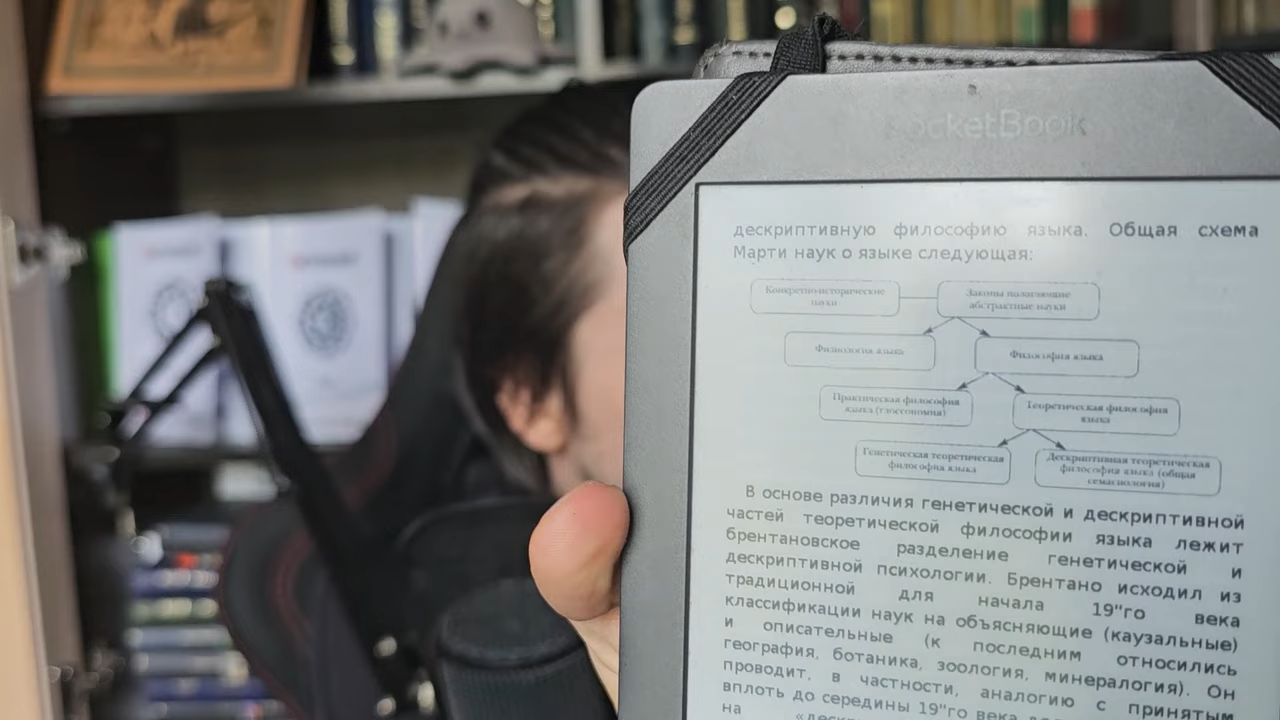 PocketBook
дескриптивную философию языка. Общая схема
Марти наук о языке следующая:
Конкретно-исторические
науки
Законы полагающие
абстрактные науки
Физиология языка
Философия языка
Практическая философия
языка (глоссономия)
Теоретическая философия
языка
Генетическая теоретическая
философия языка
Дескриптивная теоретическая
философия языка (общая
семасиология)
В основе различия генетической и дескриптивной
частей теоретической философии языка лежит
брентановское разделение генетической и
дескриптивной психологии. Брентано исходил из
традиционной для начала 19"го века
классификации наук на объясняющие (каузальные)
и описательные (к последним относились
география, ботаника, зоология, минералогия). Он
проводит, в частности, аналогию с принятым
вплоть до середины 19"го века
на